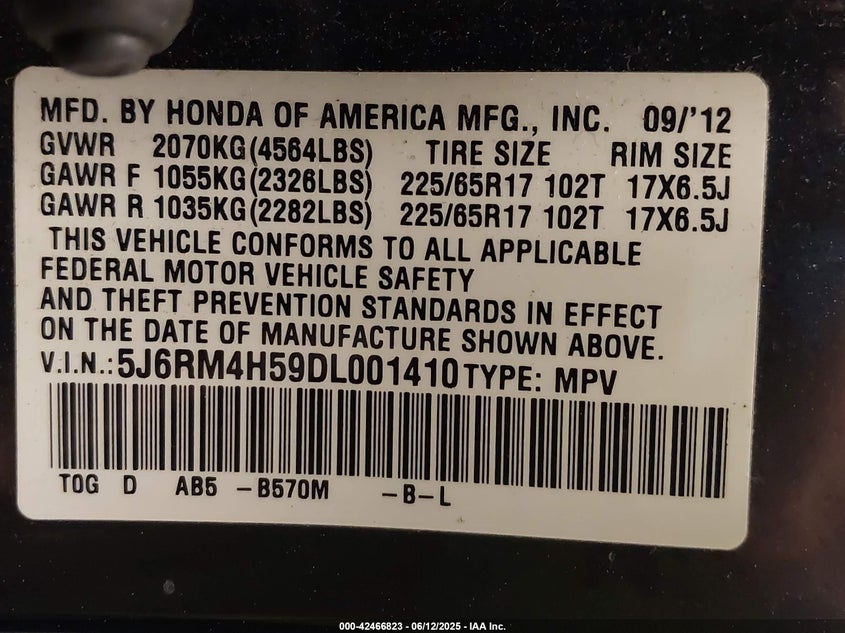 MFD. BY HONDA OF AMERICA MFG., INC. 09/'12
GVWR 2070KG(4564LBS) TIRE SIZE RIM SIZE
GAWR F 1055KG(2326LBS) 225/65R17 102T 17X6.5J
GAWR R 1035KG(2282LBS) 225/65R17 102T 17X6.5J
THIS VEHICLE CONFORMS TO ALL APPLICABLE
FEDERAL MOTOR VEHICLE SAFETY
AND THEFT PREVENTION STANDARDS IN EFFECT
ON THE DATE OF MANUFACTURE SHOWN ABOVE.
V.I.N.:5J6RM4H59DL001410 TYPE: MPV
TOG D AB5 -B570M -B-L
000-42466823 - 06/12/2025 - IAA Inc.